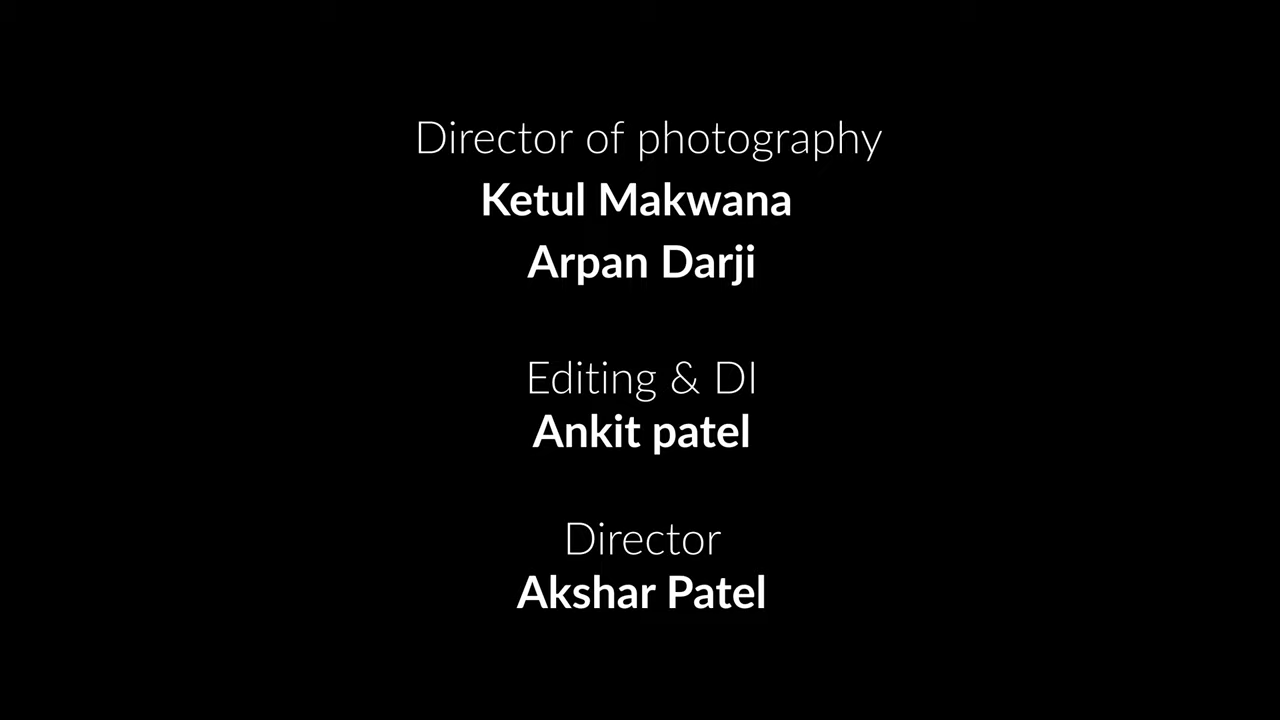 Director of photography
Ketul Makwana
Arpan Darji
Editing & DI
Ankit patel
Director
Akshar Patel